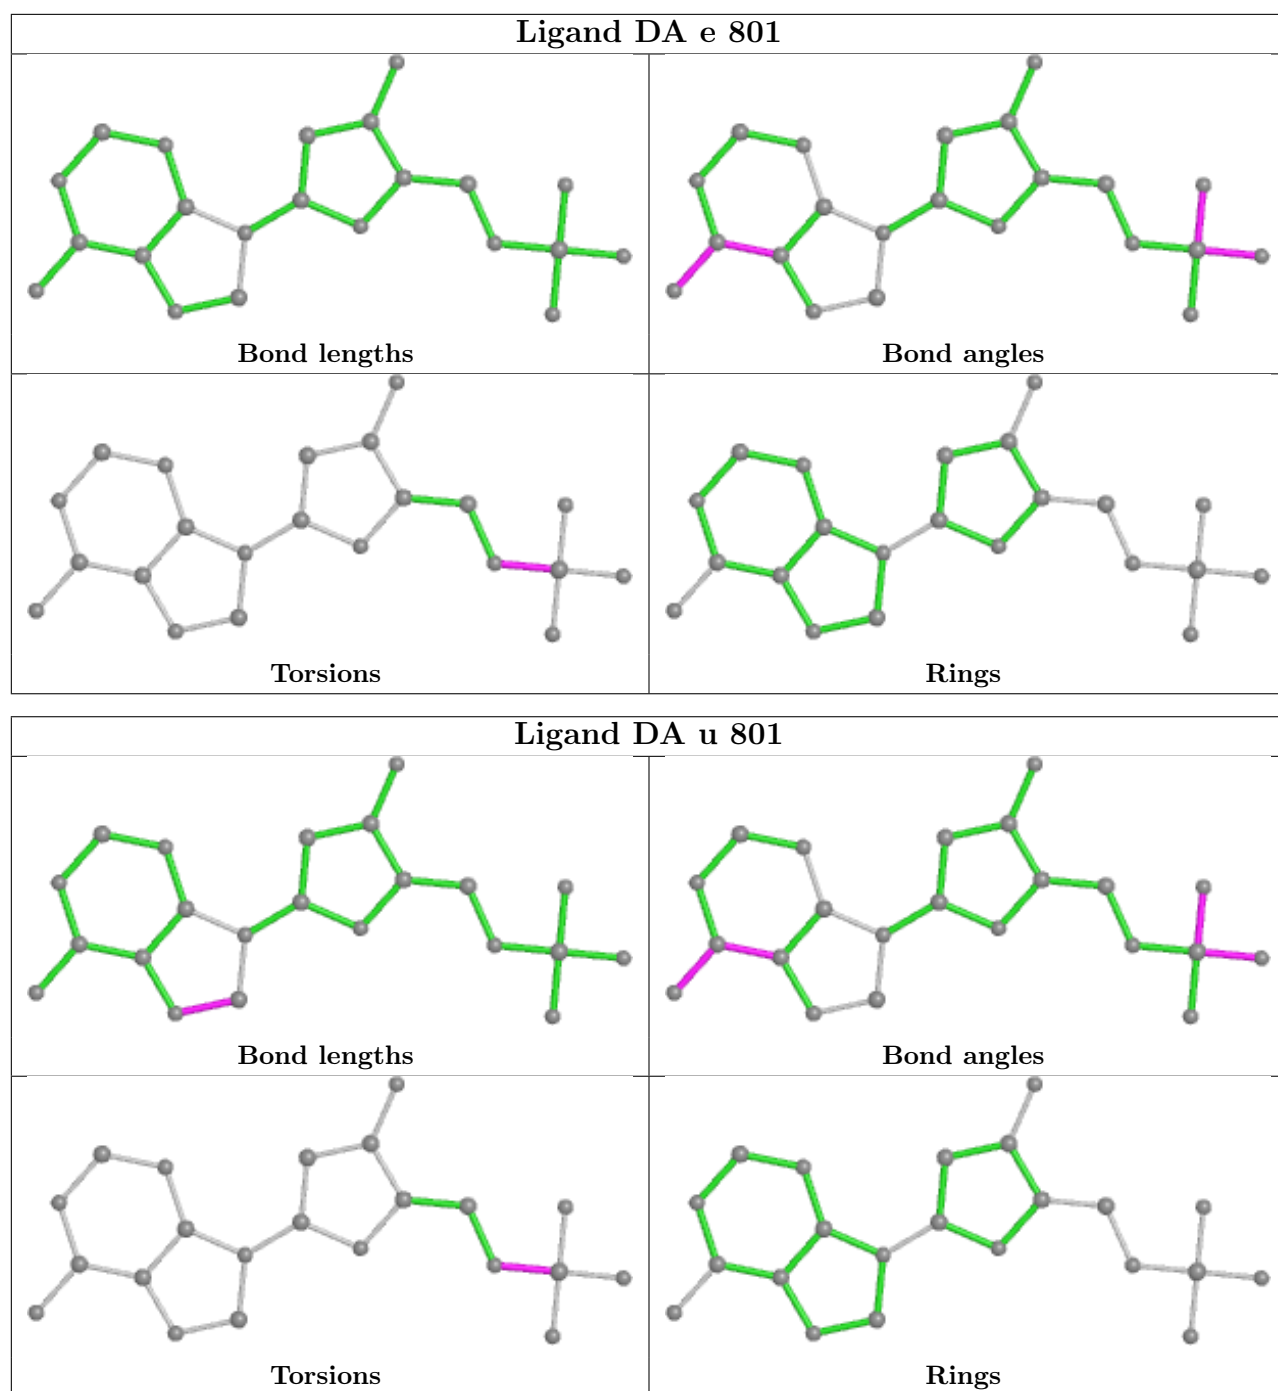 Ligand DA e 801
Bond lengths
Bond angles
Torsions
Rings
Ligand DA u 801
Bond lengths
Bond angles
Torsions
Rings